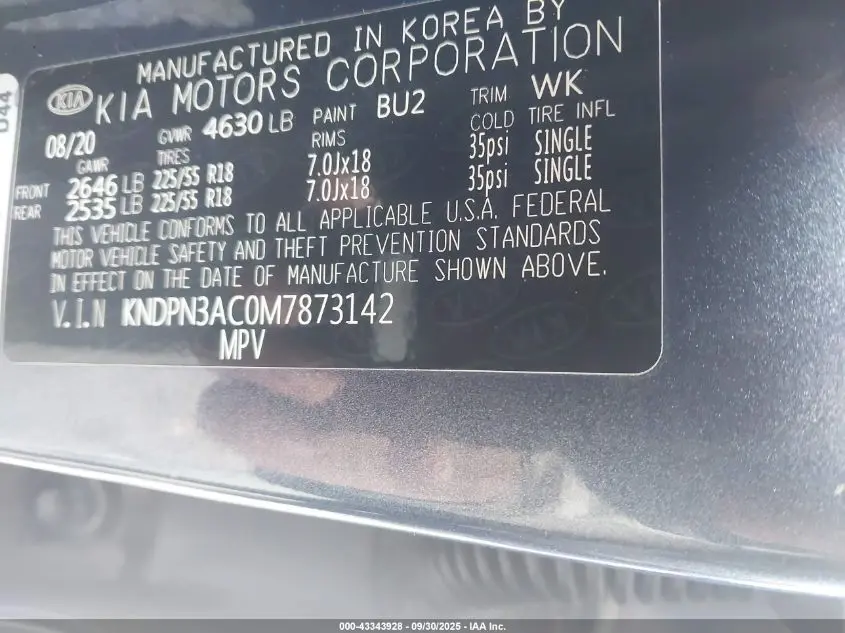 D44
MANUFACTURED IN KOREA BY
KIA KIA MOTORS CORPORATION
08/20 GVWR 4630 LB PAINT BU2 TRIM WK
GAWR TIRES RIMS COLD TIRE INFL
FRONT 2646 LB 225/55 R18 7.0Jx18 35psi SINGLE
REAR 2535 LB 225/55 R18 7.0Jx18 35psi SINGLE
THIS VEHICLE CONFORMS TO ALL APPLICABLE U.S.A. FEDERAL
MOTOR VEHICLE SAFETY AND THEFT PREVENTION STANDARDS
IN EFFECT ON THE DATE OF MANUFACTURE SHOWN ABOVE.
V.I.N KNDPN3AC0M7873142
MPV
000-43343928 - 09/30/2025 - IAA Inc.